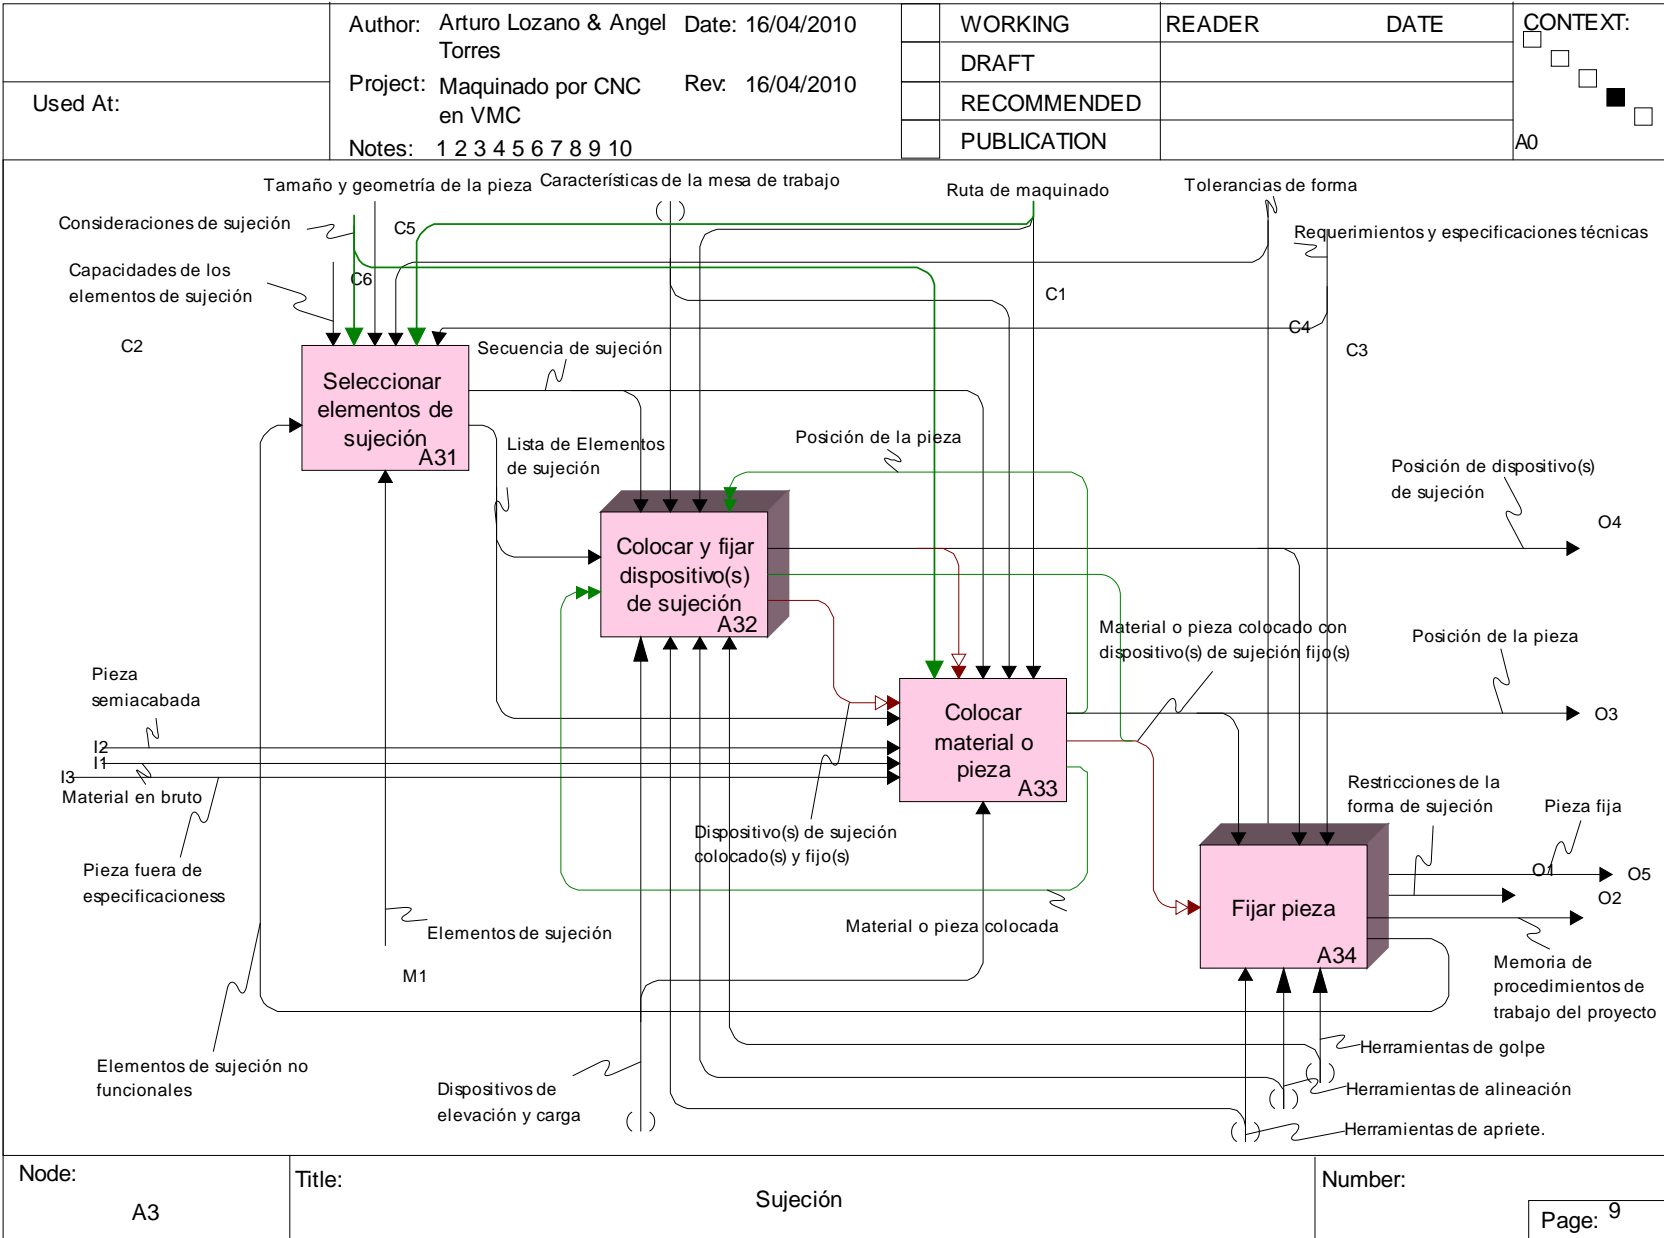 Used At:
Author: Arturo Lozano & Angel
Torres
Date: 16/04/2010
Project: Maquinado por CNC
en VMC
Rev: 16/04/2010
Notes: 1 2 3 4 5 6 7 8 9 10
WORKING
DRAFT
RECOMMENDED
PUBLICATION
READER DATE
CONTEXT:
A0
Tamaño y geometría de la pieza
Características de la mesa de trabajo
Ruta de maquinado
Tolerancias de forma
Consideraciones de sujeción
C5
Requerimientos y especificaciones técnicas
Capacidades de los
elementos de sujeción
C6
C1
C4
C2
C3
Secuencia de sujeción
Seleccionar
elementos de
sujeción
A31
Lista de Elementos
de sujeción
Posición de la pieza
Posición de dispositivo(s)
de sujeción
O4
Colocar y fijar
dispositivo(s)
de sujeción
A32
Material o pieza colocado con
dispositivo(s) de sujeción fijo(s)
Posición de la pieza
O3
Pieza
semiacabada
I2
I1
I3
Material en bruto
Colocar
material o
pieza
A33
Restricciones de la
forma de sujeción
Pieza fija
Dispositivo(s) de sujeción
colocado(s) y fijo(s)
Pieza fuera de
especificacioness
O1
O5
O2
Fijar pieza
A34
Elementos de sujeción
Material o pieza colocada
M1
Memoria de
procedimientos de
trabajo del proyecto
Elementos de sujeción no
funcionales
Dispositivos de
elevación y carga
Herramientas de golpe
Herramientas de alineación
Herramientas de apriete.
Node:
A3
Title:
Sujeción
Number:
Page: 9